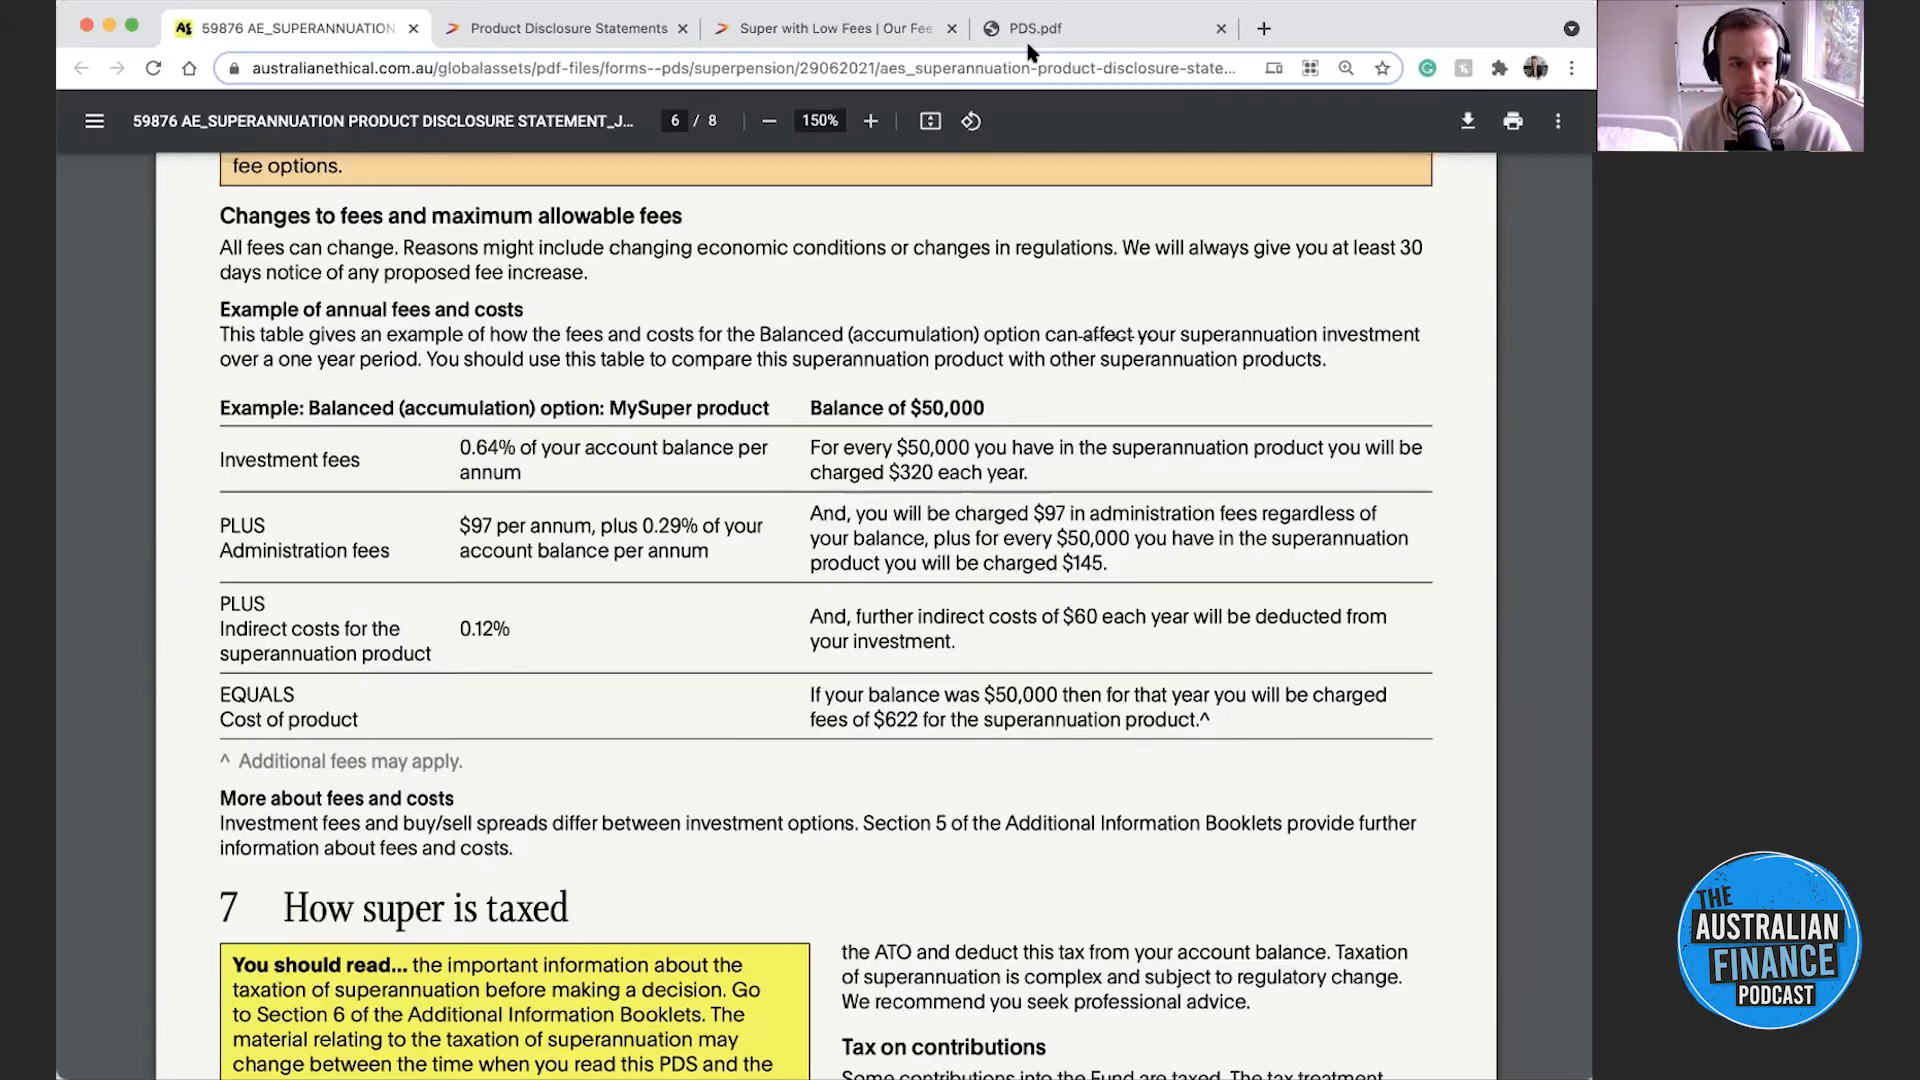 59876 AE_SUPERANNUATION
Product Disclosure Statements
Super with Low Fees | Our Fee
PDS.pdf
australianethical.com.au/globalassets/pdf-files/forms--pds/superpension/29062021/aes_superannuation-product-disclosure-state...
59876 AE_SUPERANNUATION PRODUCT DISCLOSURE STATEMENT_J...
6 / 8
150%
fee options.
Changes to fees and maximum allowable fees
All fees can change. Reasons might include changing economic conditions or changes in regulations. We will always give you at least 30
days notice of any proposed fee increase.
Example of annual fees and costs
This table gives an example of how the fees and costs for the Balanced (accumulation) option can affect your superannuation investment
over a one year period. You should use this table to compare this superannuation product with other superannuation products.
Example: Balanced (accumulation) option: MySuper product
Balance of $50,000
Investment fees
0.64% of your account balance per
annum
For every $50,000 you have in the superannuation product you will be
charged $320 each year.
PLUS
Administration fees
$97 per annum, plus 0.29% of your
account balance per annum
And, you will be charged $97 in administration fees regardless of
your balance, plus for every $50,000 you have in the superannuation
product you will be charged $145.
PLUS
Indirect costs for the
superannuation product
0.12%
And, further indirect costs of $60 each year will be deducted from
your investment.
EQUALS
Cost of product
If your balance was $50,000 then for that year you will be charged
fees of $622 for the superannuation product.^
^ Additional fees may apply.
More about fees and costs
Investment fees and buy/sell spreads differ between investment options. Section 5 of the Additional Information Booklets provide further
information about fees and costs.
7 How super is taxed
You should read... the important information about the
taxation of superannuation before making a decision. Go
to Section 6 of the Additional Information Booklets. The
material relating to the taxation of superannuation may
change between the time when you read this PDS and the
the ATO and deduct this tax from your account balance. Taxation
of superannuation is complex and subject to regulatory change.
We recommend you seek professional advice.
Tax on contributions
Some contributions into the Fund are taxed. The tax treatment
THE
AUSTRALIAN
FINANCE
PODCAST